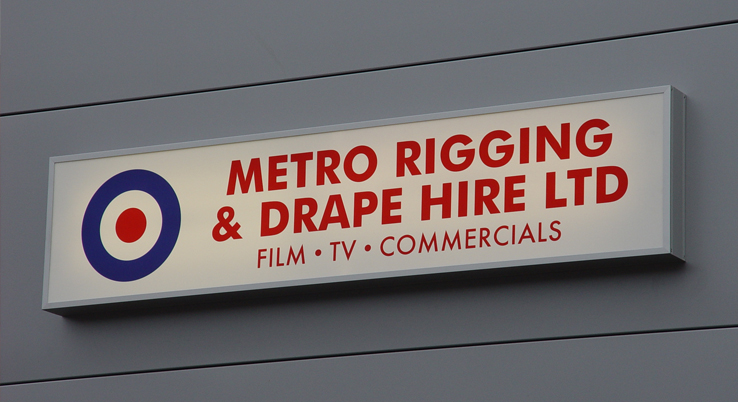 METRO RIGGING
& DRAPE HIRE LTD
FILM • TV • COMMERCIALS